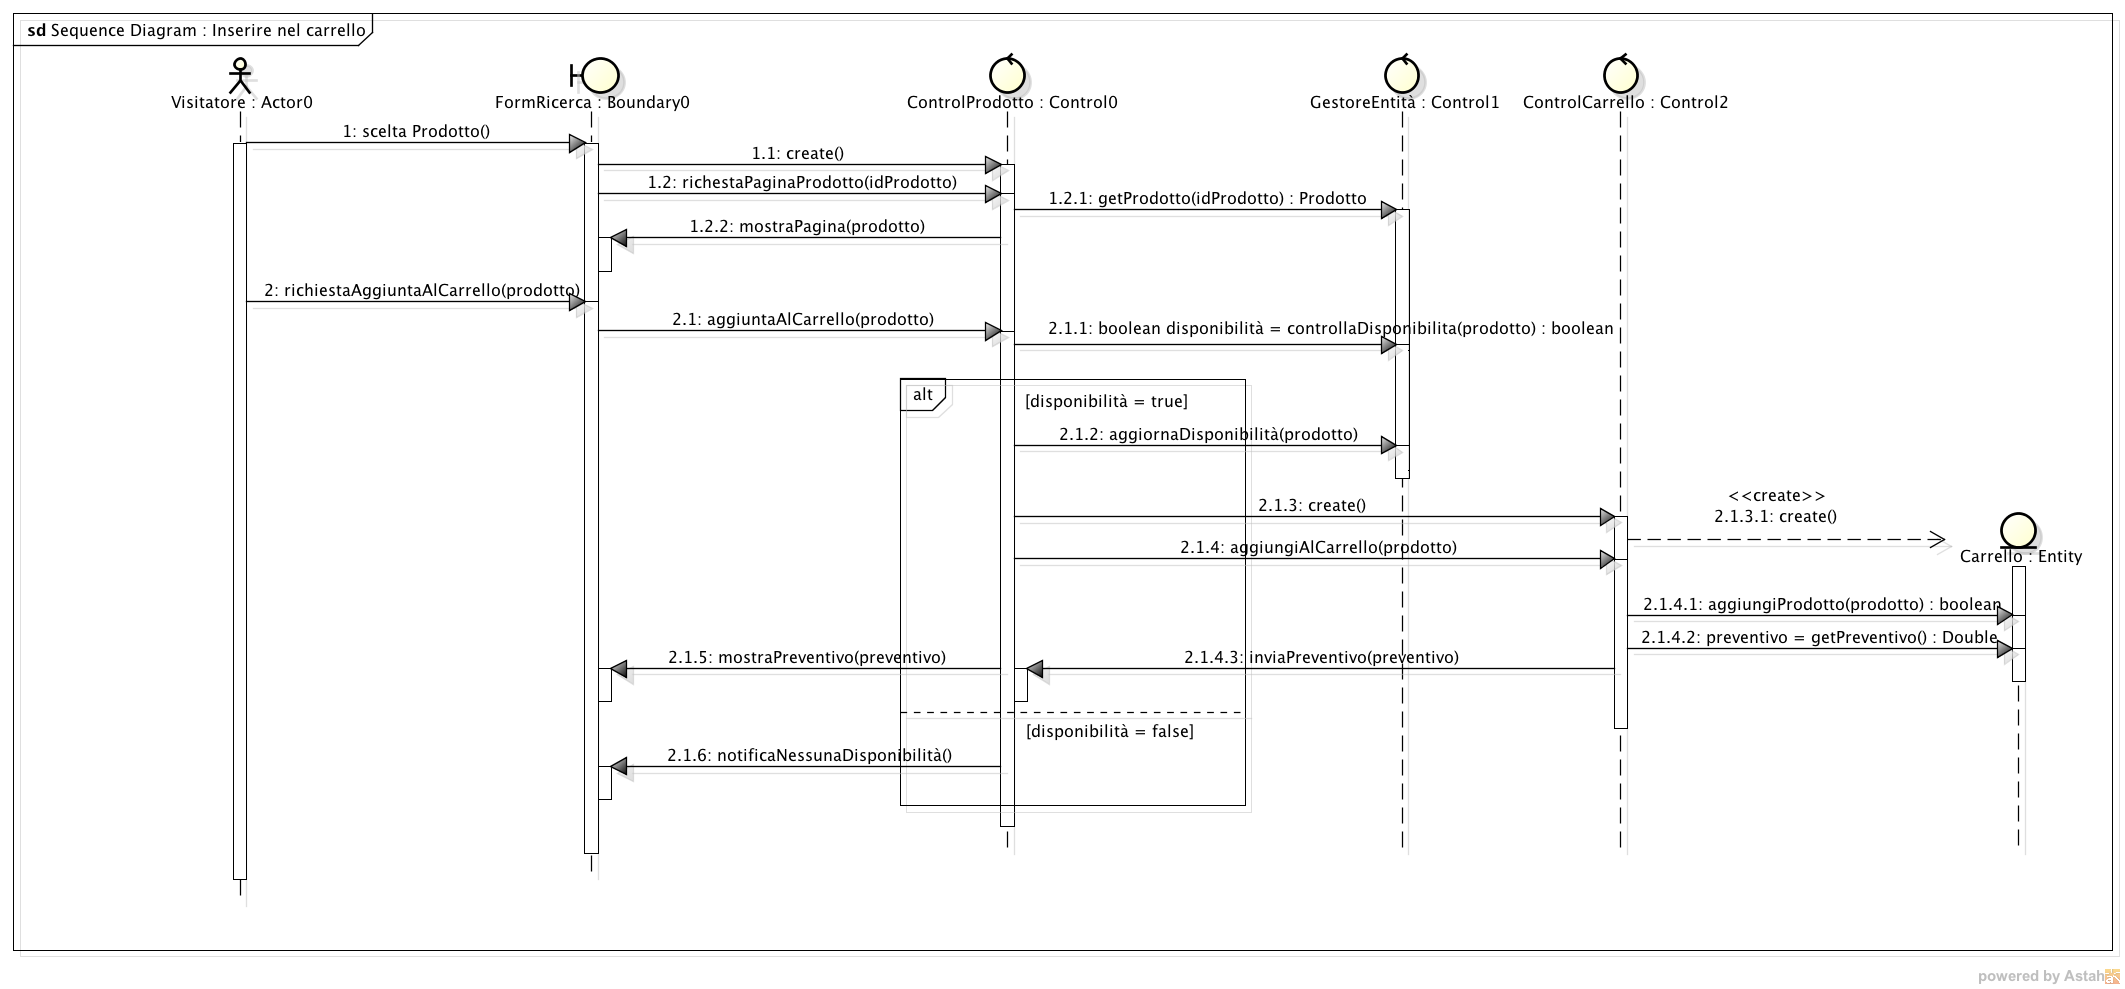 sd Sequence Diagram : Inserire nel carrello
Visitatore : Actor0
FormRicerca : Boundary0
ControlProdotto : Control0
GestoreEntità : Control1
ControlCarrello : Control2
1: scelta Prodotto()
1.1: create()
1.2: richestaPaginaProdotto(idProdotto)
1.2.1: getProdotto(idProdotto) : Prodotto
1.2.2: mostraPagina(prodotto)
2: richiestaAggiuntaAlCarrello(prodotto)
2.1: aggiuntaAlCarrello(prodotto)
2.1.1: boolean disponibilità = controllaDisponibilita(prodotto) : boolean
alt
[disponibilità = true]
2.1.2: aggiornaDisponibilità(prodotto)
2.1.3: create()
<<create>>
2.1.3.1: create()
2.1.4: aggiungiAlCarrello(prodotto)
Carrello : Entity
2.1.4.1: aggiungiProdotto(prodotto) : boolean
2.1.4.2: preventivo = getPreventivo() : Double
2.1.5: mostraPreventivo(preventivo)
2.1.4.3: inviaPreventivo(preventivo)
[disponibilità = false]
2.1.6: notificaNessunaDisponibilità()
powered by Astah